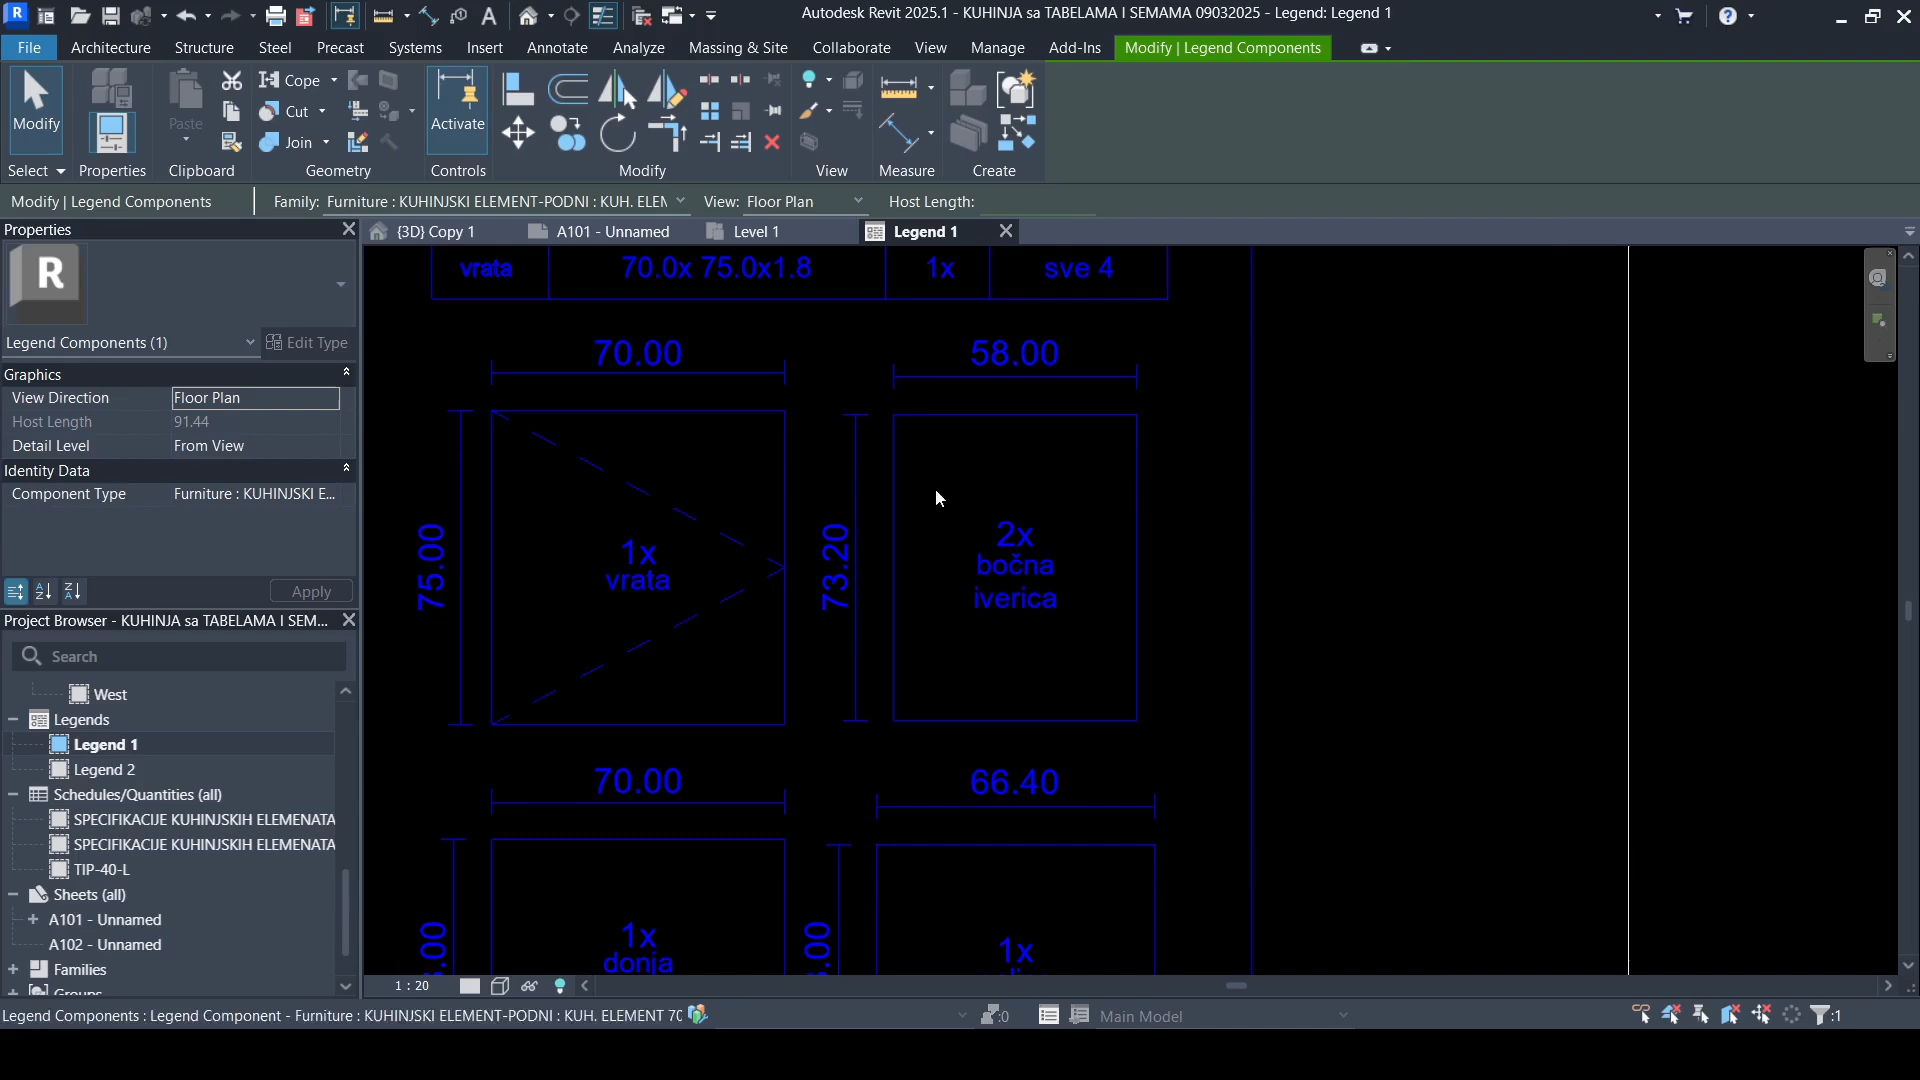 Autodesk Revit 2025.1 - KUHINJA sa TABELAMA I SEMAMA 09032025 - Legend: Legend 1
File Architecture Structure Steel Precast Systems Insert Annotate Analyze Massing & Site Collaborate View Manage Add-Ins Modify | Legend Components
Cope
Cut
Join
Modify
Paste
Activate
Select Properties Clipboard Geometry Controls Modify View Measure Create
Modify | Legend Components Family: Furniture : KUHINJSKI ELEMENT-PODNI : KUH. ELEM View: Floor Plan Host Length:
Properties
{3D} Copy 1 A101 - Unnamed Level 1 Legend 1
R
Legend Components (1) Edit Type
Graphics
View Direction Floor Plan
Host Length 91.44
Detail Level From View
Identity Data
Component Type Furniture : KUHINJSKI E...
Apply
Project Browser - KUHINJA sa TABELAMA I SEM...
Search
West
Legends
Legend 1
Legend 2
Schedules/Quantities (all)
SPECIFIKACIJE KUHINJSKIH ELEMENATA
SPECIFIKACIJE KUHINJSKIH ELEMENATA
TIP-40-L
Sheets (all)
A101 - Unnamed
A102 - Unnamed
Families
Groups
vrata 70.0x 75.0x1.8 1x sve 4
70.00 58.00
75.00
1x
vrata
73.20
2x
bočna
iverica
70.00 66.40
1x
donja
1x
1 : 20
Legend Components : Legend Component - Furniture : KUHINJSKI ELEMENT-PODNI : KUH. ELEMENT 70
:0
Main Model
:1